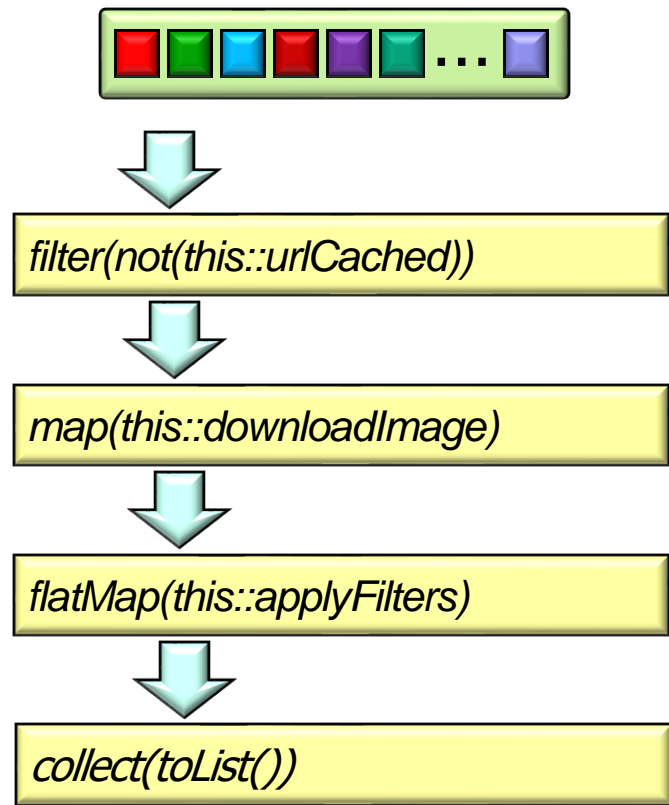 ...
filter(not(this::urlCached))
map(this::downloadImage)
flatMap(this::applyFilters)
collect(toList())